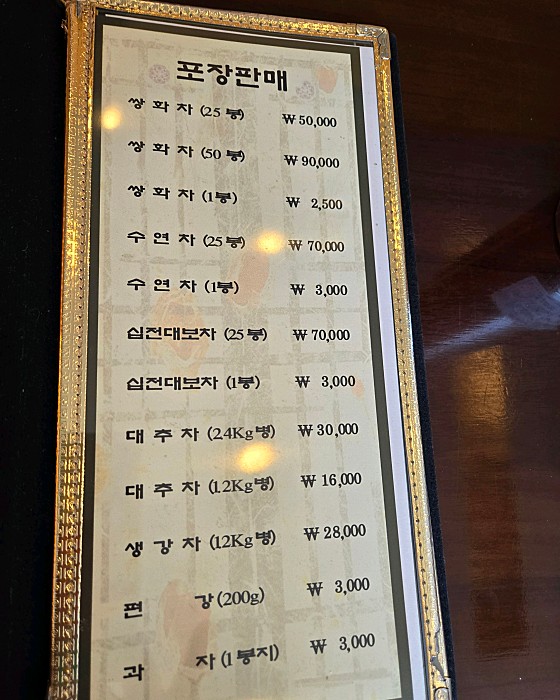 포장판매
쌍 화 차 (25 봉) ₩ 50,000
쌍 화 차 (50 봉) ₩ 90,000
쌍 화 차 (1봉) ₩ 2,500
수 연 차 (25봉) ₩ 70,000
수 연 차 (1봉) ₩ 3,000
십전대보차 (25 봉) ₩ 70,000
십전대보차 (1봉) ₩ 3,000
대 추 차 (2.4Kg병) ₩ 30,000
대 추 차 (1.2Kg병) ₩ 16,000
생 강 차 (1.2Kg병) ₩ 28,000
편 강 (200g) ₩ 3,000
과 자 (1봉지) ₩ 3,000